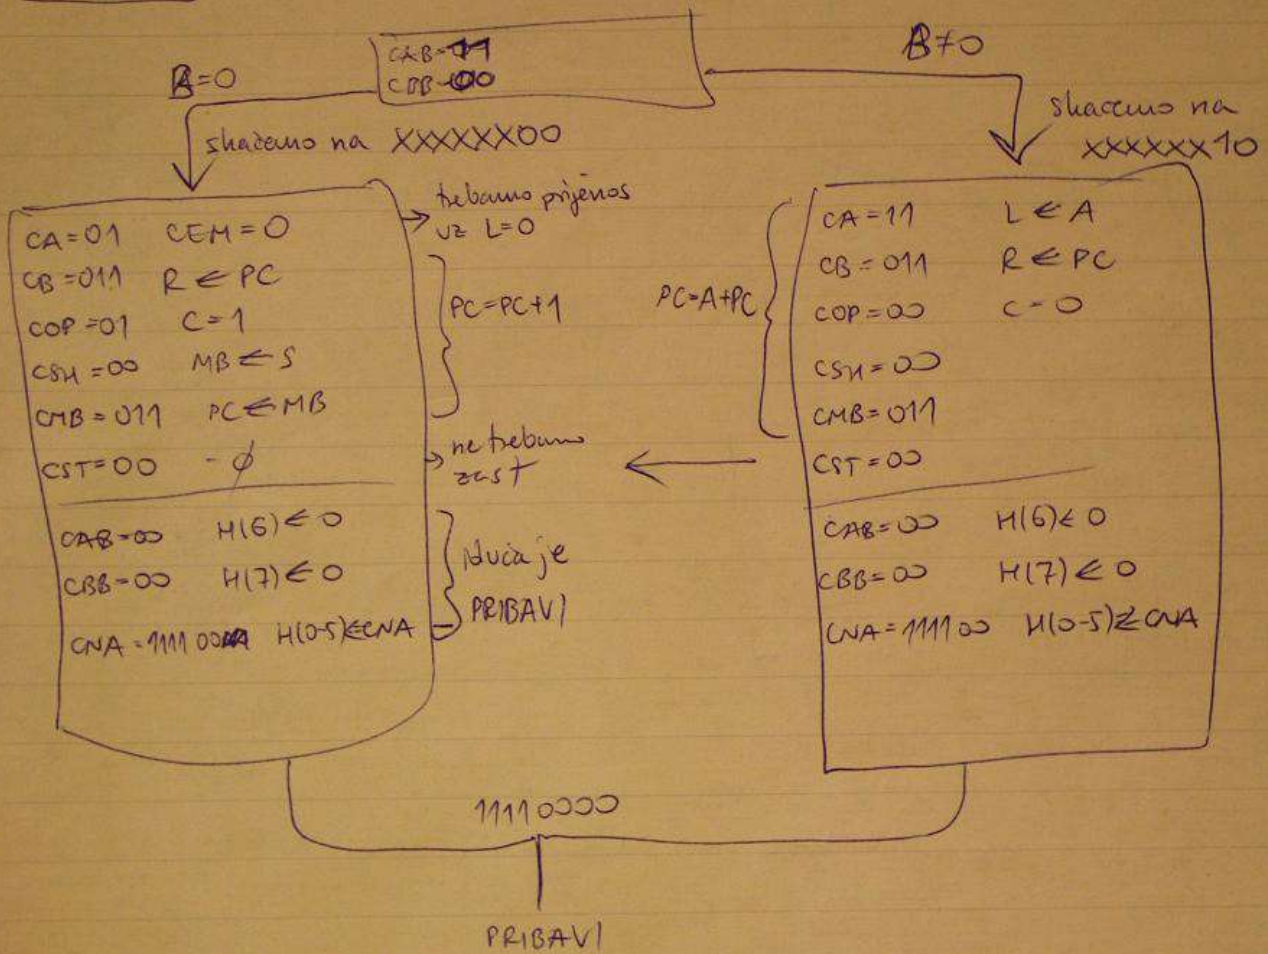 CAB=11
CBB=00
B=0
B≠0
skačemo na XXXXXX00
skačemo na
XXXXXX10
CA=01 CEM=0
CB=011 R ← PC
COP=01 C=1
CSH=00 MB ← S
CMB=011 PC ← MB
CST=00 -∅
CAB=00 H(6) ← 0
CBB=00 H(7) ← 0
CNA=111100 H(0-5) ← CNA
→ trebamo prijenos
uz L=0
PC=PC+1
→ ne trebamo
zast
iduća je
PRIBAVI
PC=A+PC
CA=11 L ← A
CB=011 R ← PC
COP=00 C=0
CSH=00
CMB=011
CST=00
CAB=00 H(6) ← 0
CBB=00 H(7) ← 0
CNA=111100 H(0-5) ← CNA
11110000
PRIBAVI